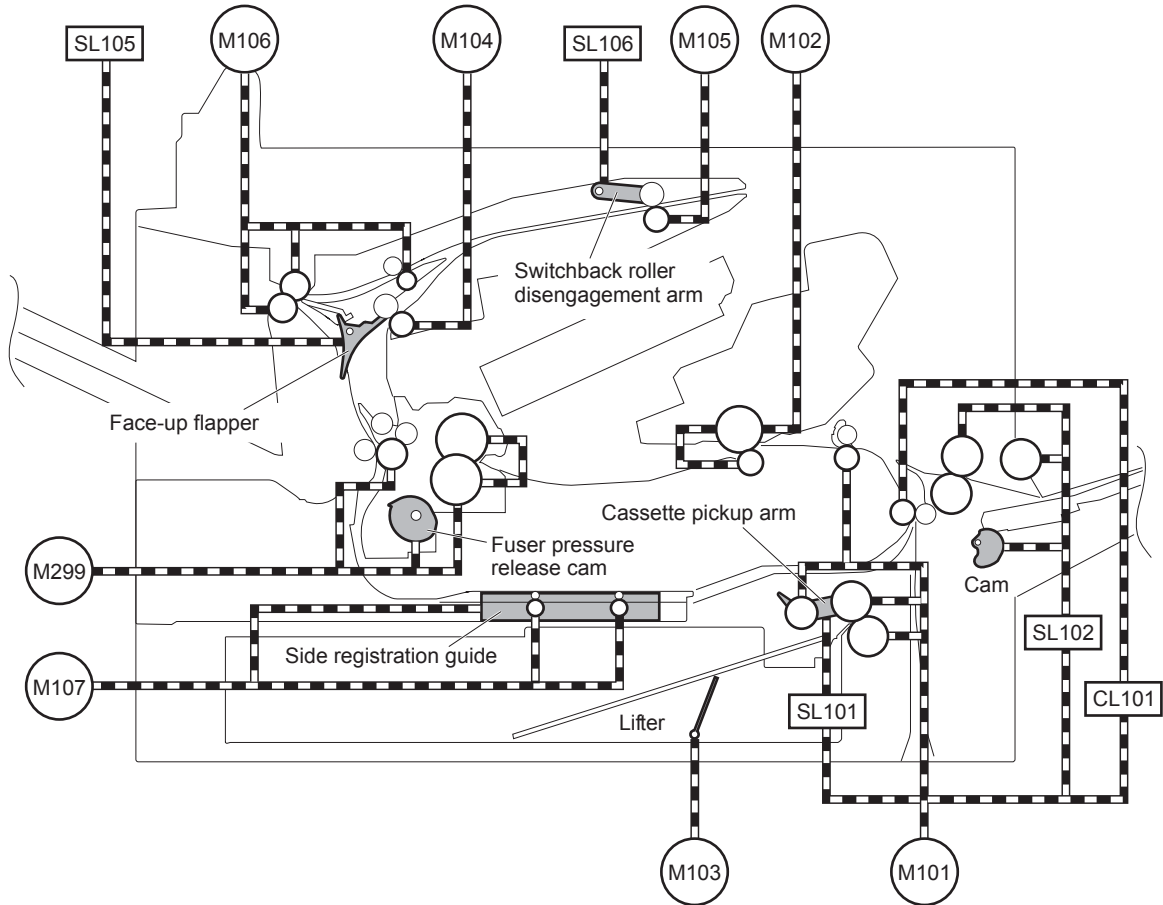 SL105
M106
M104
SL106
M105
M102
Switchback roller
disengagement arm
Face-up flapper
Cassette pickup arm
Fuser pressure
release cam
M299
Cam
SL102
Side registration guide
M107
Lifter
SL101
CL101
M103
M101